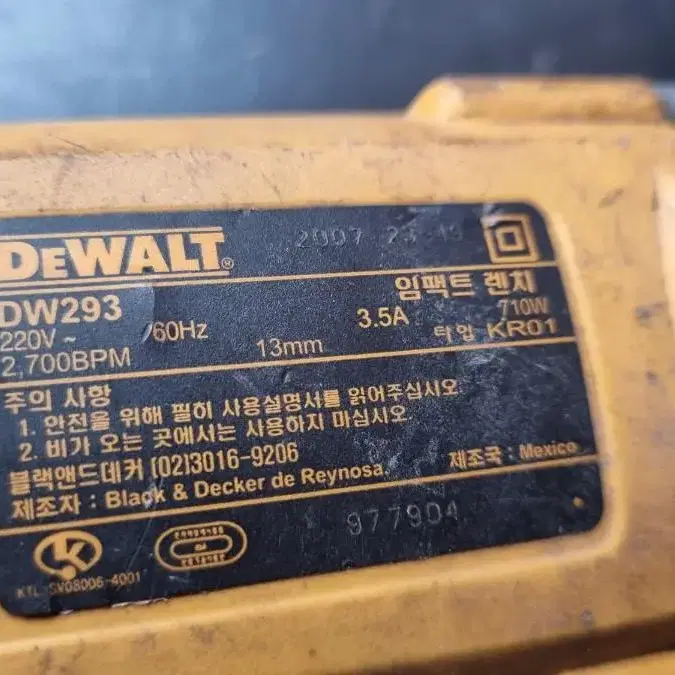 DEWALT® 2007 23 49
DW293 임팩트 렌치
220V ~ 60Hz 3.5A 710W
2,700BPM 13mm 타입 KR01
주의 사항
1. 안전을 위해 필히 사용설명서를 읽어주십시오.
2. 비가 오는 곳에서는 사용하지 마십시오.
블랙앤드데커 (02)3016-9206
제조자 : Black & Decker de Reynosa 제조국 : Mexico
977904
KTL SV08006-4001